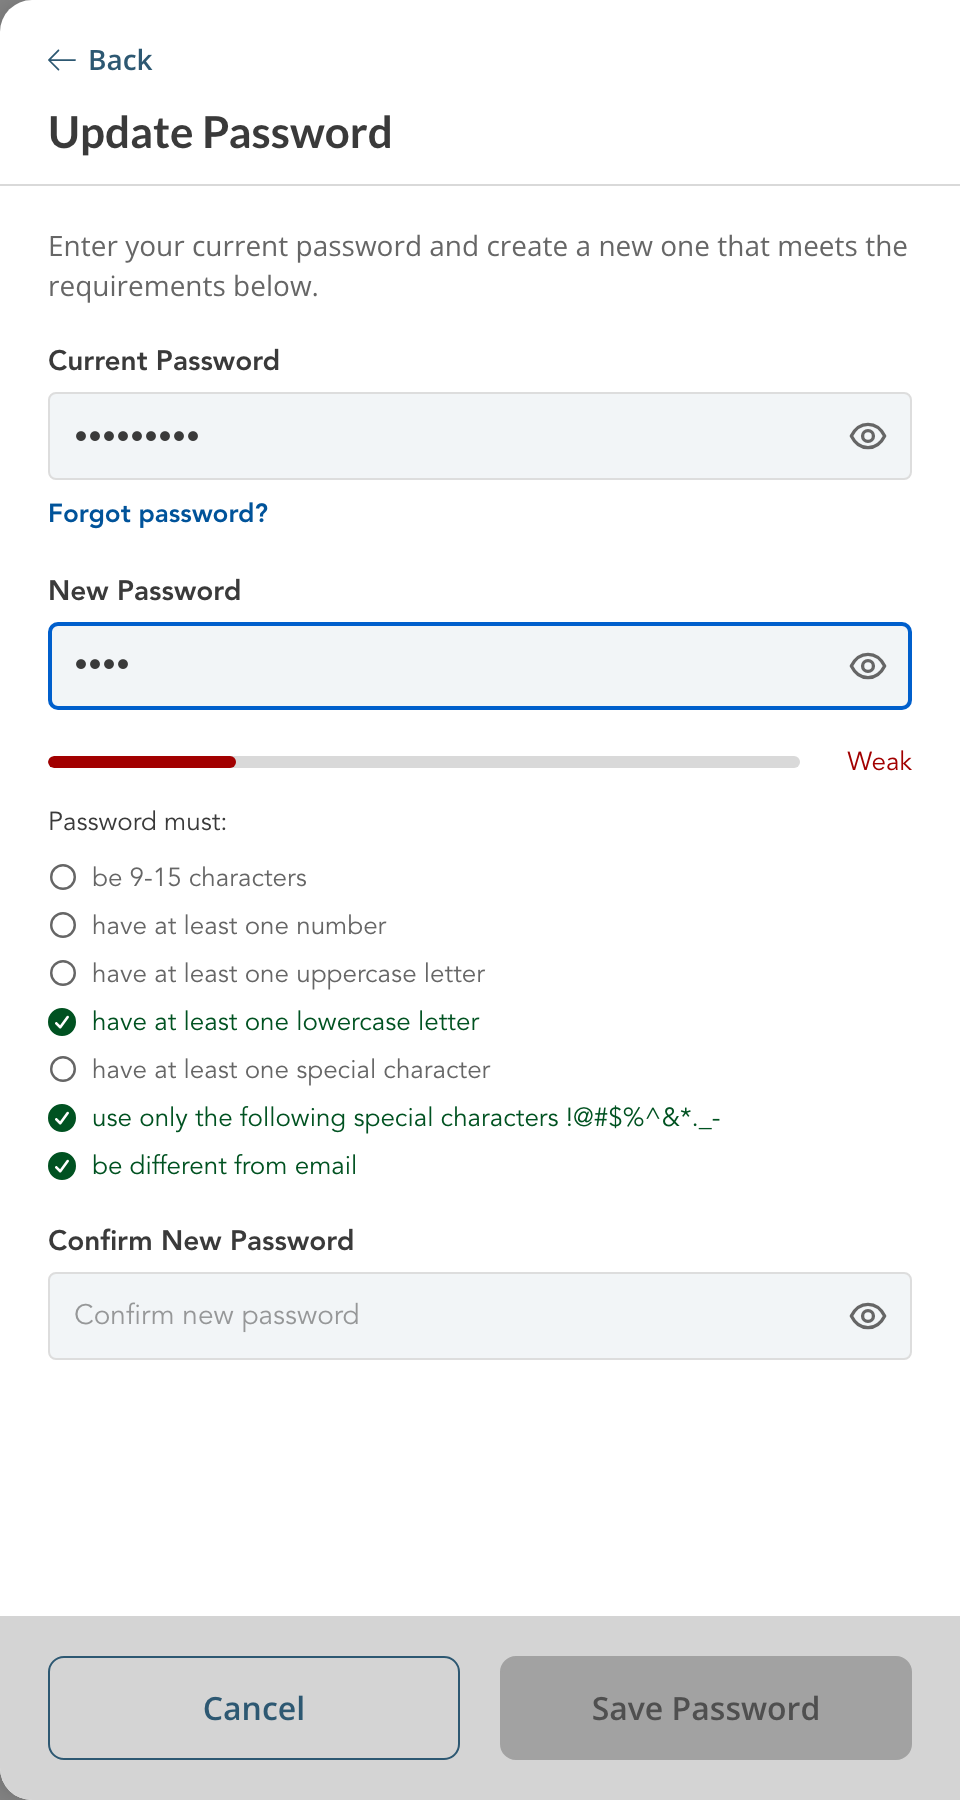 Back
Update Password
Enter your current password and create a new one that meets the
requirements below.
Current Password
•••••••••
Forgot password?
New Password
••••
Weak
Password must:
be 9-15 characters
have at least one number
have at least one uppercase letter
have at least one lowercase letter
have at least one special character
use only the following special characters !@#$%^&*._-
be different from email
Confirm New Password
Confirm new password
Cancel
Save Password